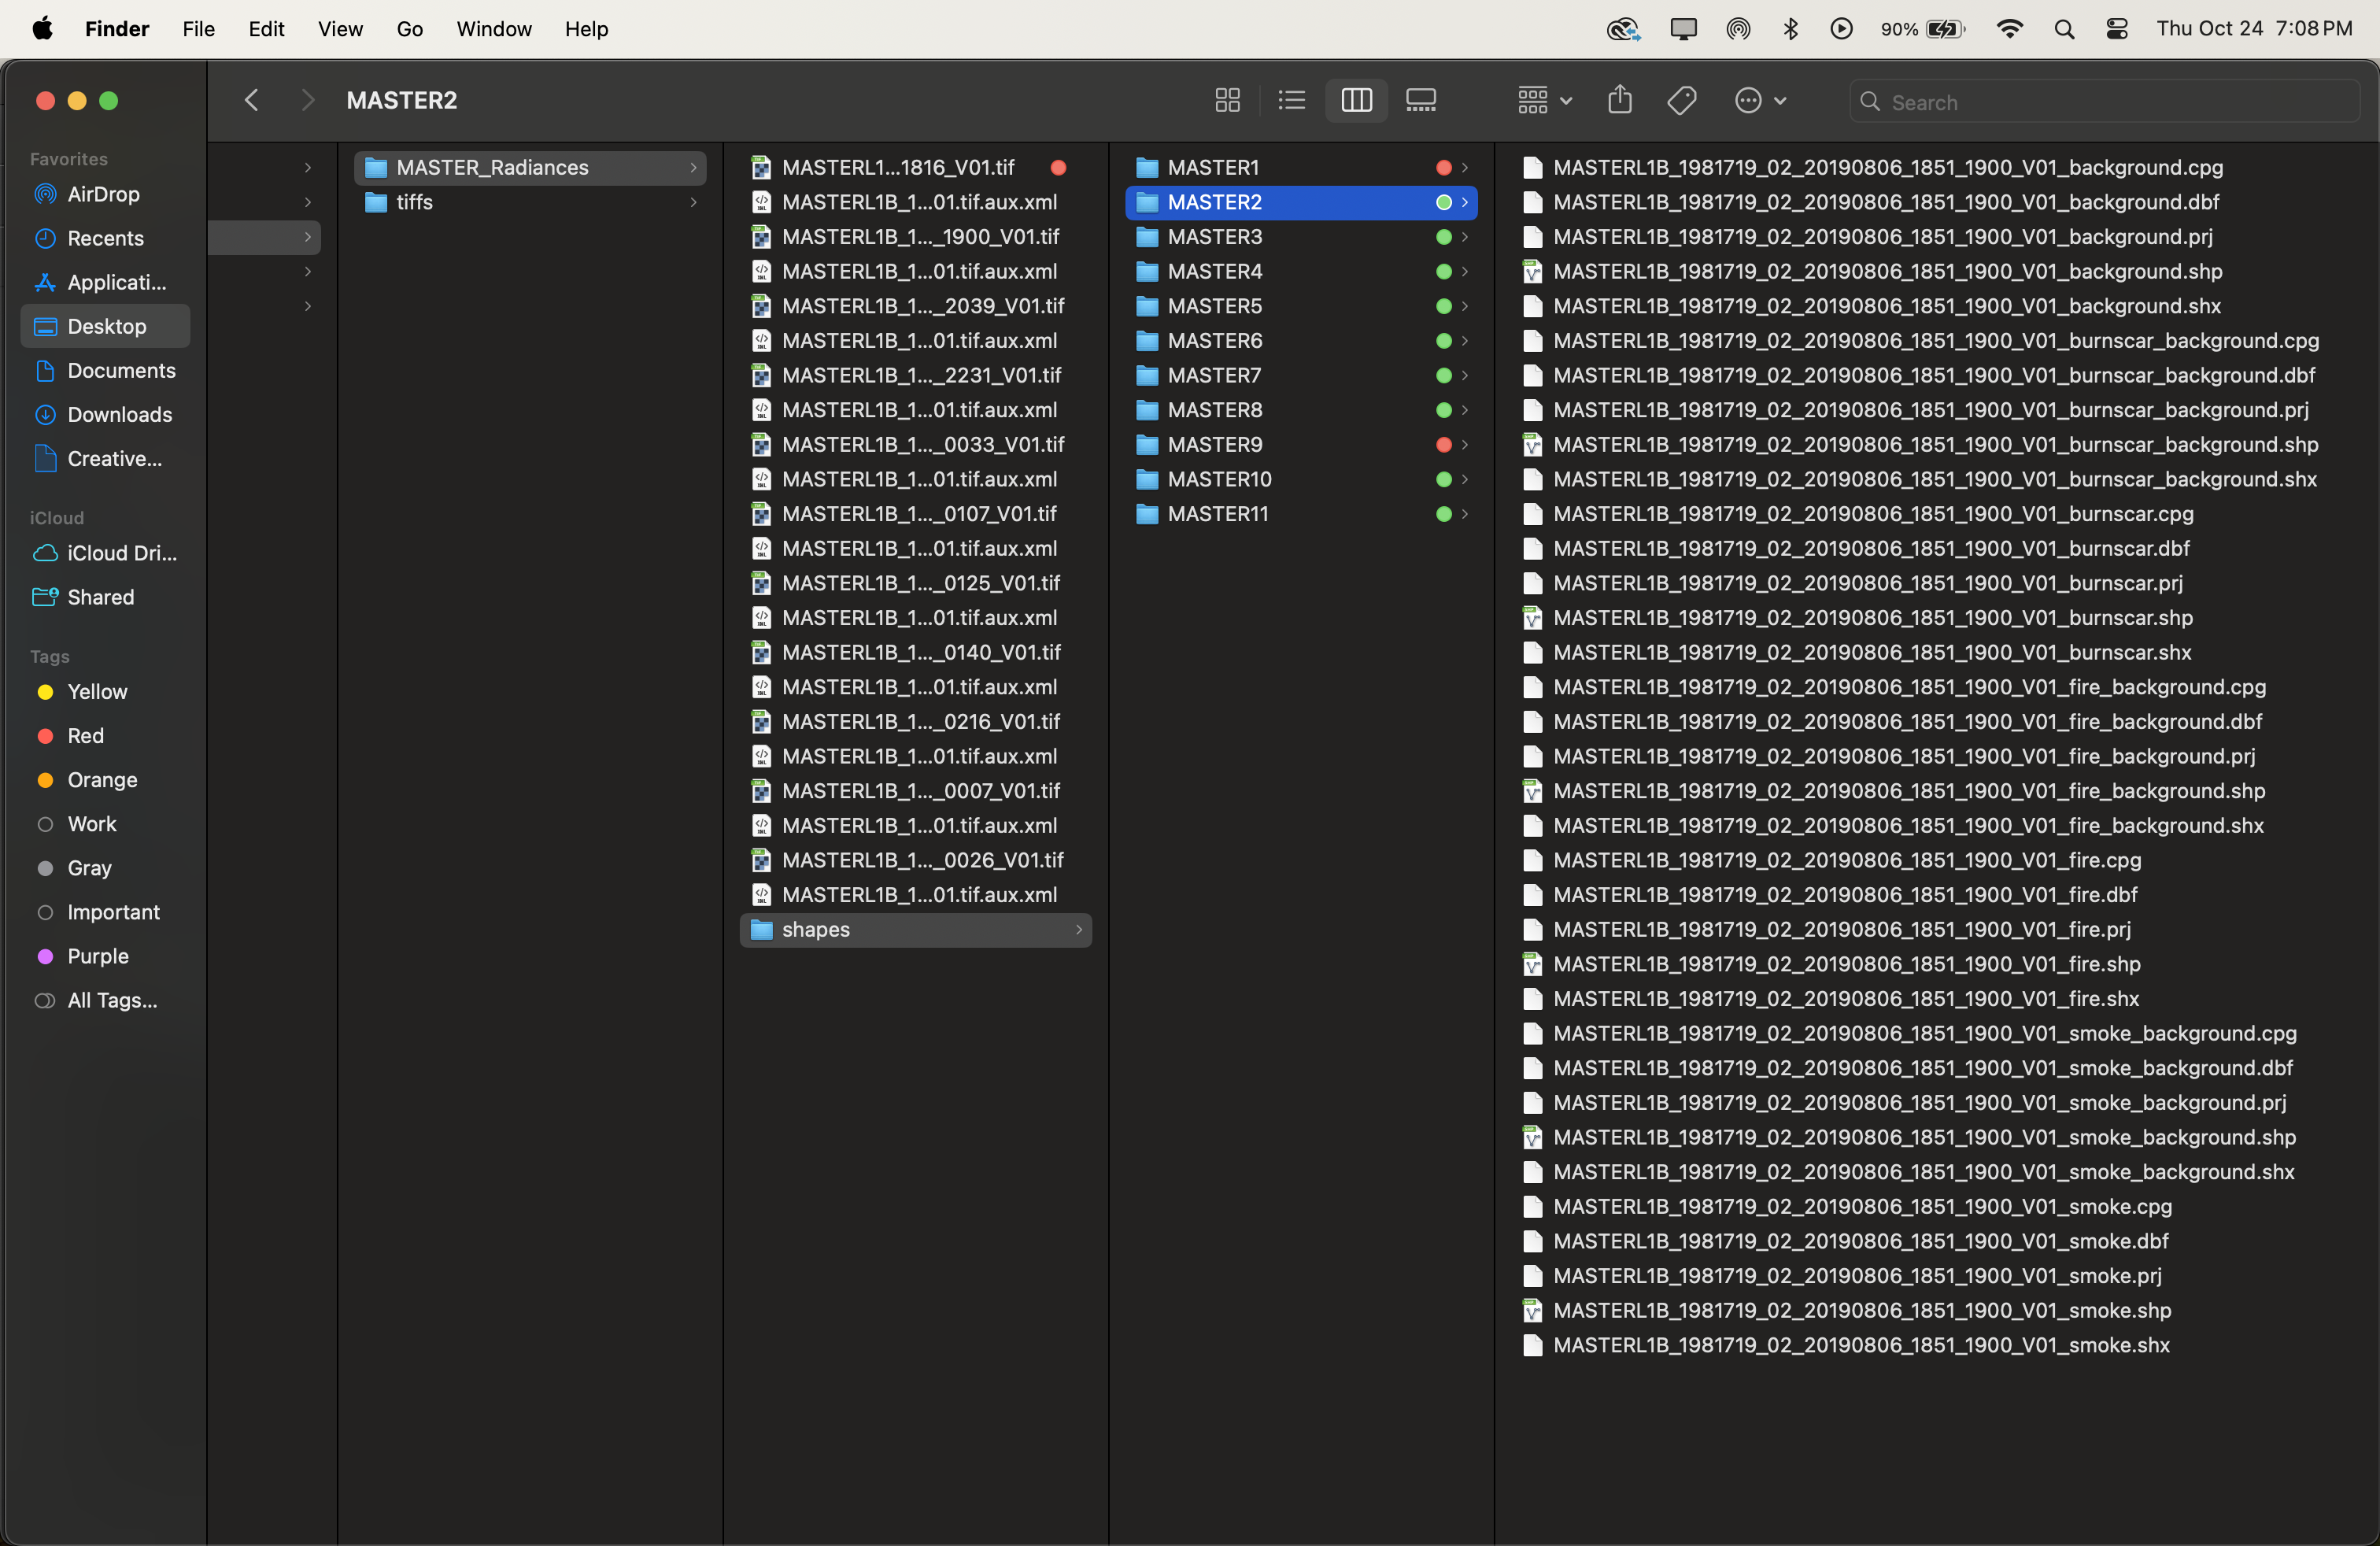 Finder File Edit View Go Window Help 90% Thu Oct 24 7:08 PM
MASTER2
Search
Favorites
AirDrop
Recents
Applicati...
Desktop
Documents
Downloads
Creative...
iCloud
iCloud Dri...
Shared
Tags
Yellow
Red
Orange
Work
Gray
Important
Purple
All Tags...
MASTER_Radiances
tiffs
MASTERL1...1816_V01.tif
MASTERL1B_1...01.tif.aux.xml
MASTERL1B_1..._1900_V01.tif
MASTERL1B_1...01.tif.aux.xml
MASTERL1B_1..._2039_V01.tif
MASTERL1B_1...01.tif.aux.xml
MASTERL1B_1..._2231_V01.tif
MASTERL1B_1...01.tif.aux.xml
MASTERL1B_1..._0033_V01.tif
MASTERL1B_1...01.tif.aux.xml
MASTERL1B_1..._0107_V01.tif
MASTERL1B_1...01.tif.aux.xml
MASTERL1B_1..._0125_V01.tif
MASTERL1B_1...01.tif.aux.xml
MASTERL1B_1..._0140_V01.tif
MASTERL1B_1...01.tif.aux.xml
MASTERL1B_1..._0216_V01.tif
MASTERL1B_1...01.tif.aux.xml
MASTERL1B_1..._0007_V01.tif
MASTERL1B_1...01.tif.aux.xml
MASTERL1B_1..._0026_V01.tif
MASTERL1B_1...01.tif.aux.xml
shapes
MASTER1
MASTER2
MASTER3
MASTER4
MASTER5
MASTER6
MASTER7
MASTER8
MASTER9
MASTER10
MASTER11
MASTERL1B_1981719_02_20190806_1851_1900_V01_background.cpg
MASTERL1B_1981719_02_20190806_1851_1900_V01_background.dbf
MASTERL1B_1981719_02_20190806_1851_1900_V01_background.prj
MASTERL1B_1981719_02_20190806_1851_1900_V01_background.shp
MASTERL1B_1981719_02_20190806_1851_1900_V01_background.shx
MASTERL1B_1981719_02_20190806_1851_1900_V01_burnscar_background.cpg
MASTERL1B_1981719_02_20190806_1851_1900_V01_burnscar_background.dbf
MASTERL1B_1981719_02_20190806_1851_1900_V01_burnscar_background.prj
MASTERL1B_1981719_02_20190806_1851_1900_V01_burnscar_background.shp
MASTERL1B_1981719_02_20190806_1851_1900_V01_burnscar_background.shx
MASTERL1B_1981719_02_20190806_1851_1900_V01_burnscar.cpg
MASTERL1B_1981719_02_20190806_1851_1900_V01_burnscar.dbf
MASTERL1B_1981719_02_20190806_1851_1900_V01_burnscar.prj
MASTERL1B_1981719_02_20190806_1851_1900_V01_burnscar.shp
MASTERL1B_1981719_02_20190806_1851_1900_V01_burnscar.shx
MASTERL1B_1981719_02_20190806_1851_1900_V01_fire_background.cpg
MASTERL1B_1981719_02_20190806_1851_1900_V01_fire_background.dbf
MASTERL1B_1981719_02_20190806_1851_1900_V01_fire_background.prj
MASTERL1B_1981719_02_20190806_1851_1900_V01_fire_background.shp
MASTERL1B_1981719_02_20190806_1851_1900_V01_fire_background.shx
MASTERL1B_1981719_02_20190806_1851_1900_V01_fire.cpg
MASTERL1B_1981719_02_20190806_1851_1900_V01_fire.dbf
MASTERL1B_1981719_02_20190806_1851_1900_V01_fire.prj
MASTERL1B_1981719_02_20190806_1851_1900_V01_fire.shp
MASTERL1B_1981719_02_20190806_1851_1900_V01_fire.shx
MASTERL1B_1981719_02_20190806_1851_1900_V01_smoke_background.cpg
MASTERL1B_1981719_02_20190806_1851_1900_V01_smoke_background.dbf
MASTERL1B_1981719_02_20190806_1851_1900_V01_smoke_background.prj
MASTERL1B_1981719_02_20190806_1851_1900_V01_smoke_background.shp
MASTERL1B_1981719_02_20190806_1851_1900_V01_smoke_background.shx
MASTERL1B_1981719_02_20190806_1851_1900_V01_smoke.cpg
MASTERL1B_1981719_02_20190806_1851_1900_V01_smoke.dbf
MASTERL1B_1981719_02_20190806_1851_1900_V01_smoke.prj
MASTERL1B_1981719_02_20190806_1851_1900_V01_smoke.shp
MASTERL1B_1981719_02_20190806_1851_1900_V01_smoke.shx